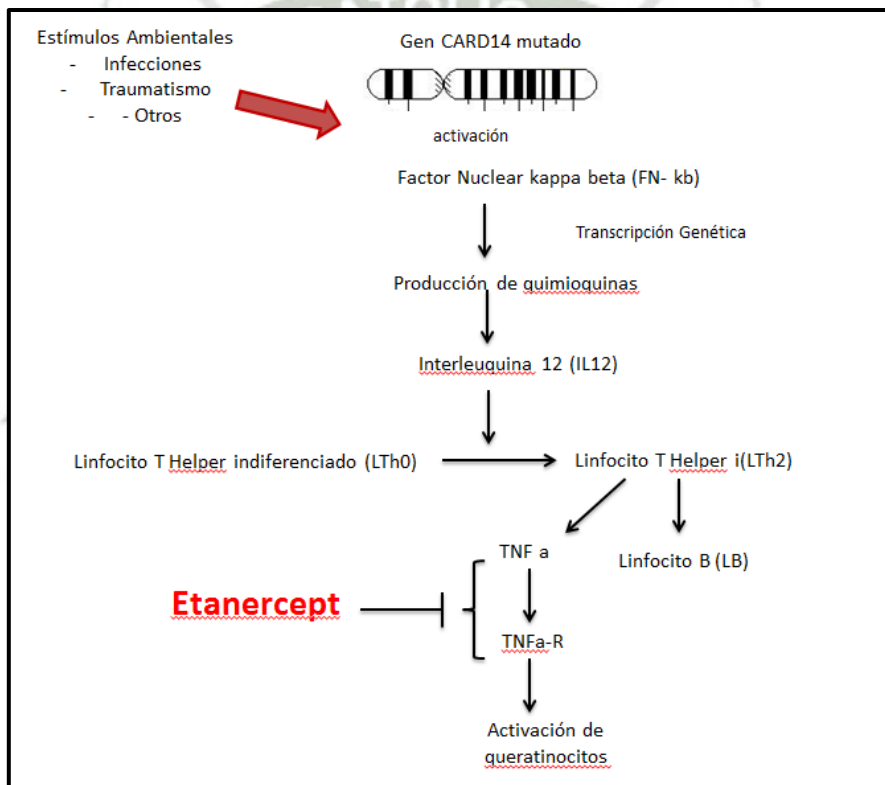 Estímulos Ambientales
- Infecciones
- Traumatismo
- - Otros
Gen CARD14 mutado
activación
Factor Nuclear kappa beta (FN- kb)
Transcripción Genética
Producción de quimioquinas
Interleuquina 12 (IL12)
Linfocito T Helper indiferenciado (LTh0)
Linfocito T Helper i(LTh2)
TNF a
Linfocito B (LB)
Etanercept
TNFa-R
Activación de
queratinocitos